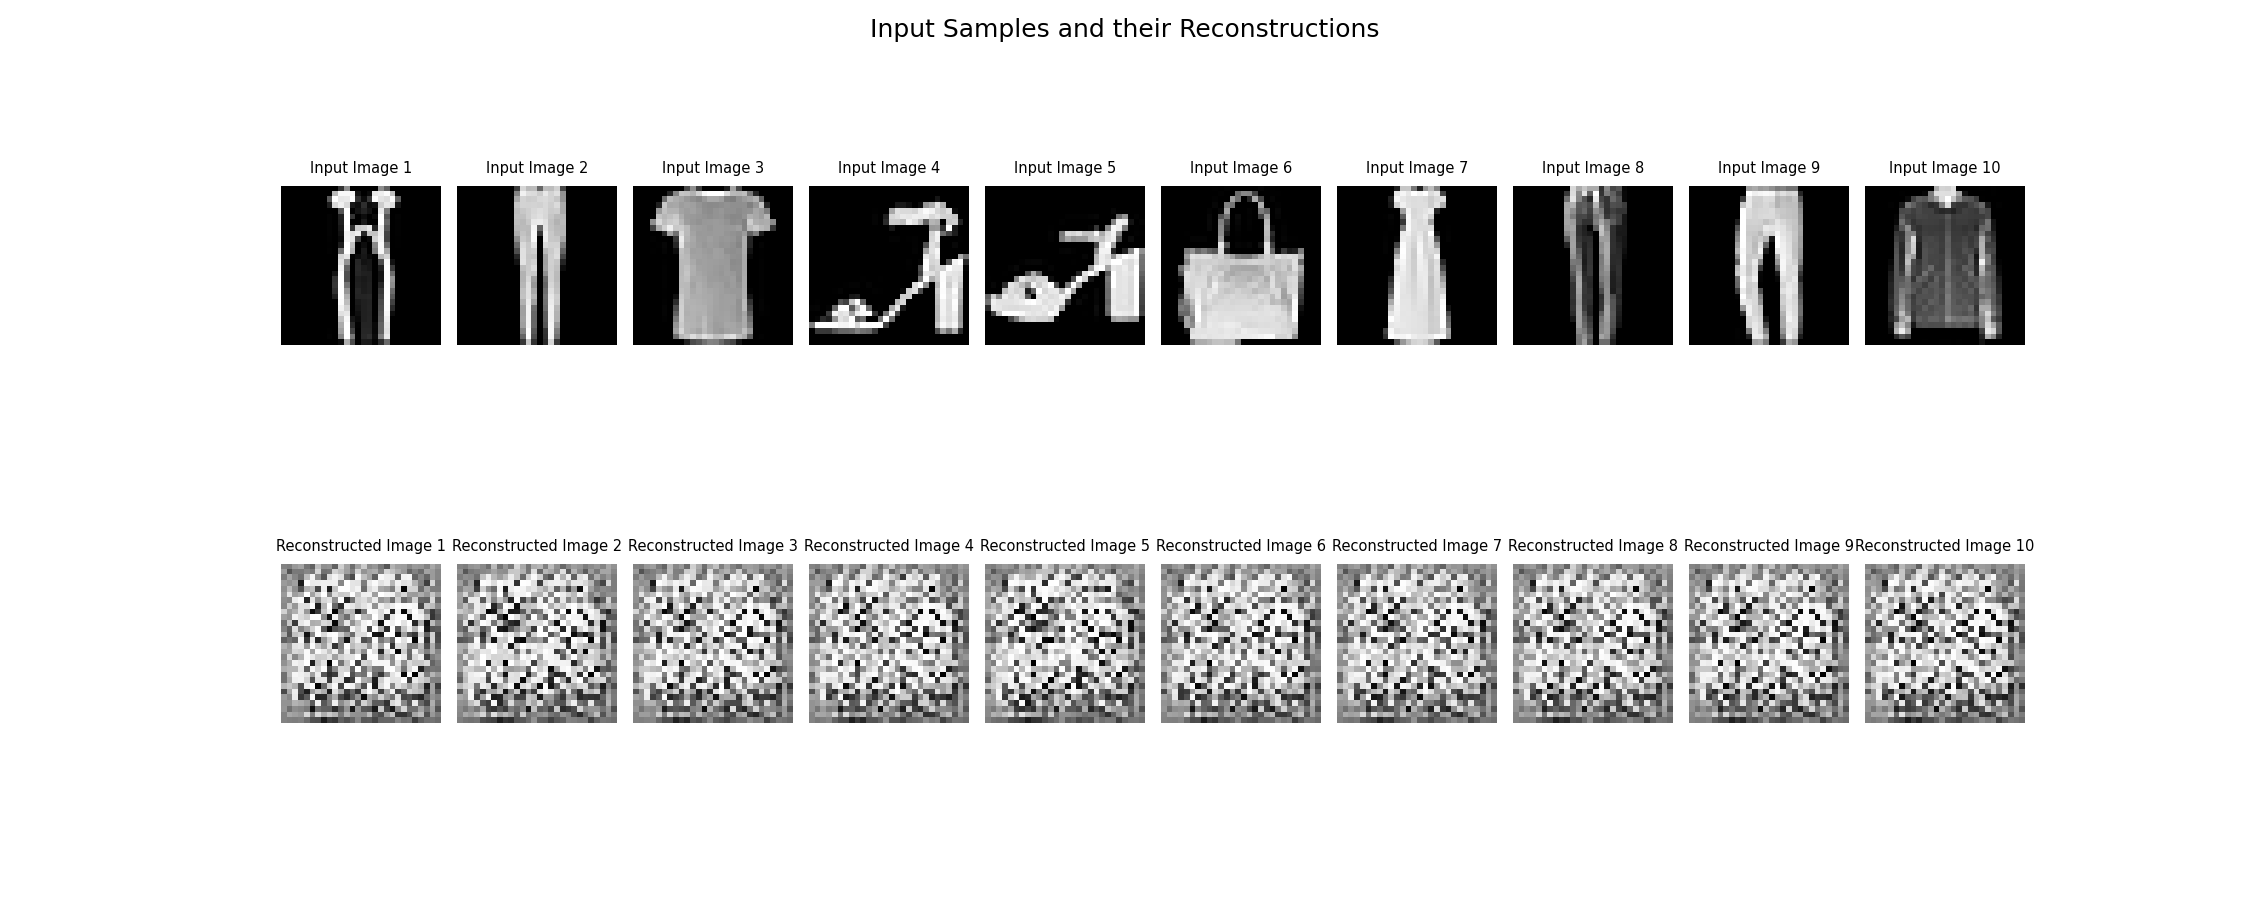 Input Samples and their Reconstructions
Input Image 1 Input Image 2 Input Image 3 Input Image 4 Input Image 5 Input Image 6 Input Image 7 Input Image 8 Input Image 9 Input Image 10
Reconstructed Image 1 Reconstructed Image 2 Reconstructed Image 3 Reconstructed Image 4 Reconstructed Image 5 Reconstructed Image 6 Reconstructed Image 7 Reconstructed Image 8 Reconstructed Image 9 Reconstructed Image 10